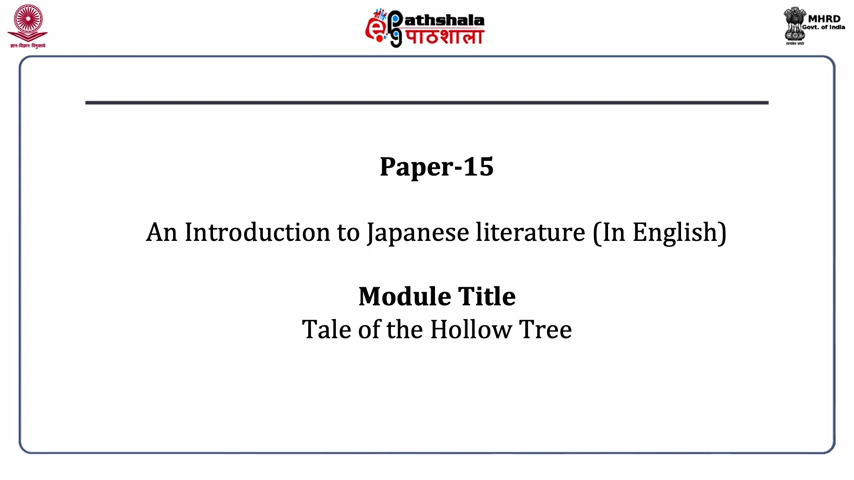 ज्ञान-विज्ञान विमुक्तये
ePathshala
पाठशाला
MHRD
Govt. of India
Paper-15
An Introduction to Japanese literature (In English)
Module Title
Tale of the Hollow Tree